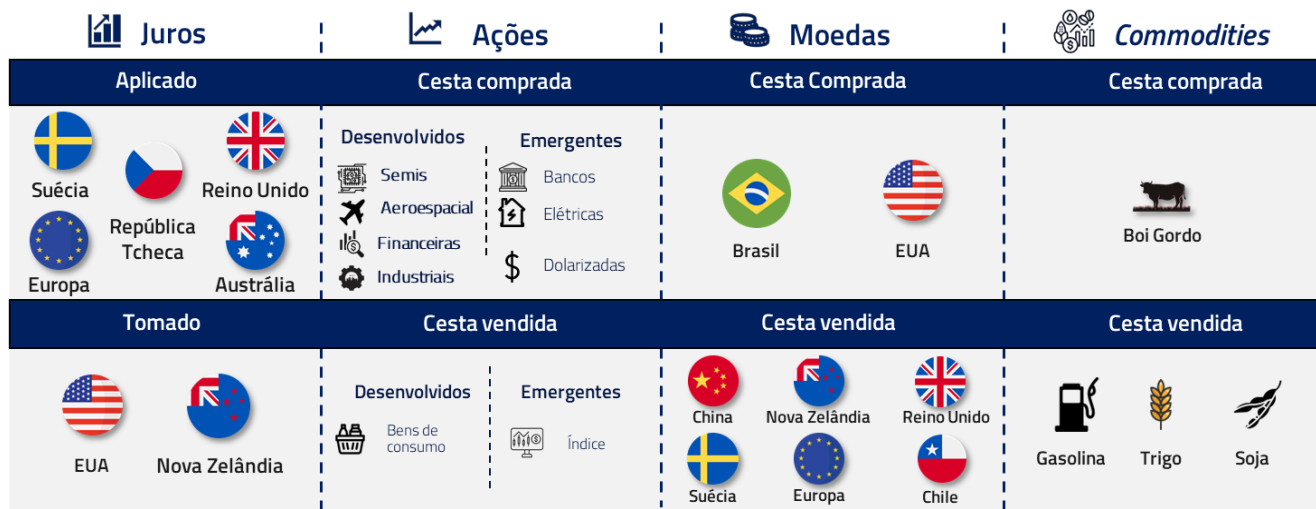 Juros
Ações
Moedas
Commodities
Aplicado
Cesta comprada
Cesta Comprada
Cesta comprada
Suécia
República
Tcheca
Reino Unido
Europa
Austrália
Desenvolvidos
Semis
Aeroespacial
Financeiras
Industriais
Emergentes
Bancos
Elétricas
$ Dolarizadas
Brasil
EUA
Boi Gordo
Tomado
Cesta vendida
Cesta vendida
Cesta vendida
EUA
Nova Zelândia
Desenvolvidos
Bens de
consumo
Emergentes
Índice
China
Nova Zelândia
Reino Unido
Suécia
Europa
Chile
Gasolina
Trigo
Soja